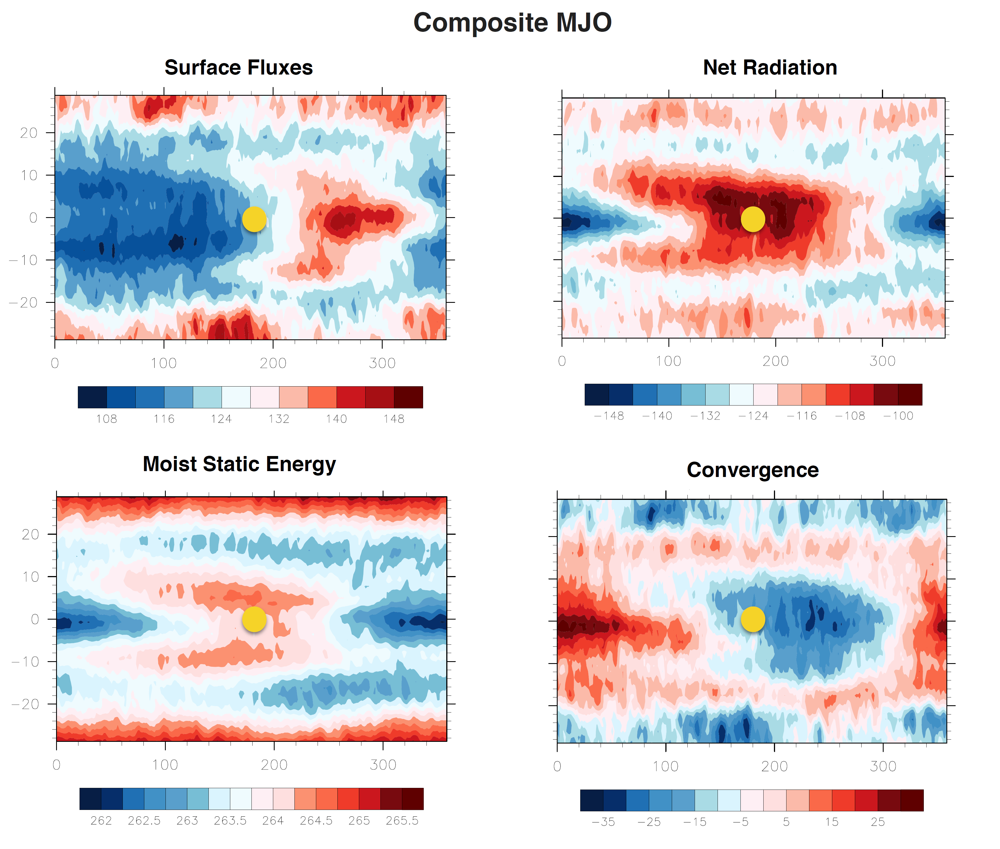 Composite MJO
Surface Fluxes
20
10
0
−10
−20
0 100 200 300
108 116 124 132 140 148
Net Radiation
0 100 200 300
−148 −140 −132 −124 −116 −108 −100
Moist Static Energy
20
10
0
−10
−20
0 100 200 300
262 262.5 263 263.5 264 264.5 265 265.5
Convergence
0 100 200 300
−35 −25 −15 −5 5 15 25